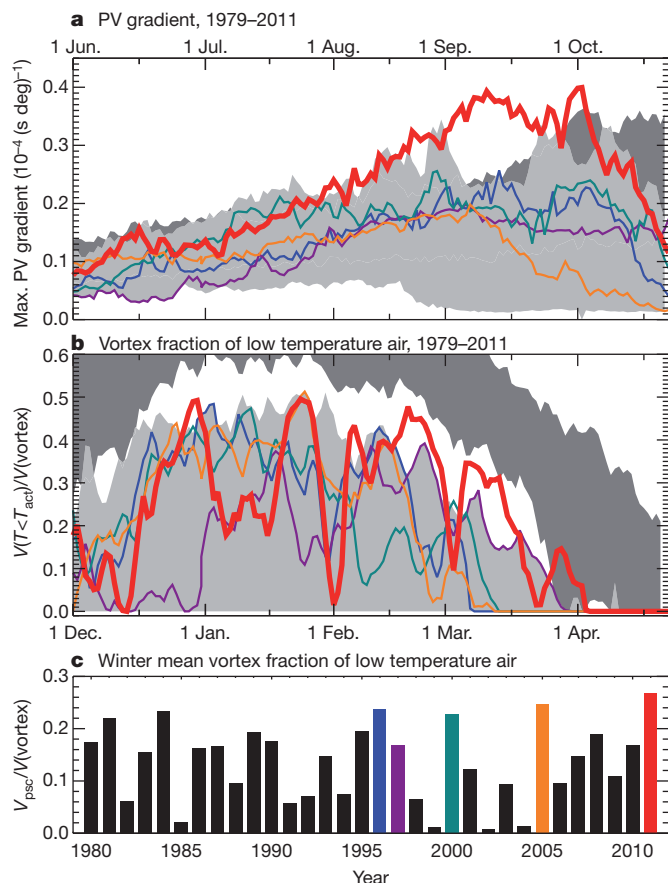 a PV gradient, 1979–2011
1 Jun. 1 Jul. 1 Aug. 1 Sep. 1 Oct.
Max. PV gradient (10⁻⁴ (s deg)⁻¹)
0.4
0.3
0.2
0.1
0.0
b Vortex fraction of low temperature air, 1979–2011
V(T<Tact)/V(vortex)
0.6
0.5
0.4
0.3
0.2
0.1
0.0
1 Dec. 1 Jan. 1 Feb. 1 Mar. 1 Apr.
c Winter mean vortex fraction of low temperature air
Vpsc/V(vortex)
0.3
0.2
0.1
0.0
1980 1985 1990 1995 2000 2005 2010
Year